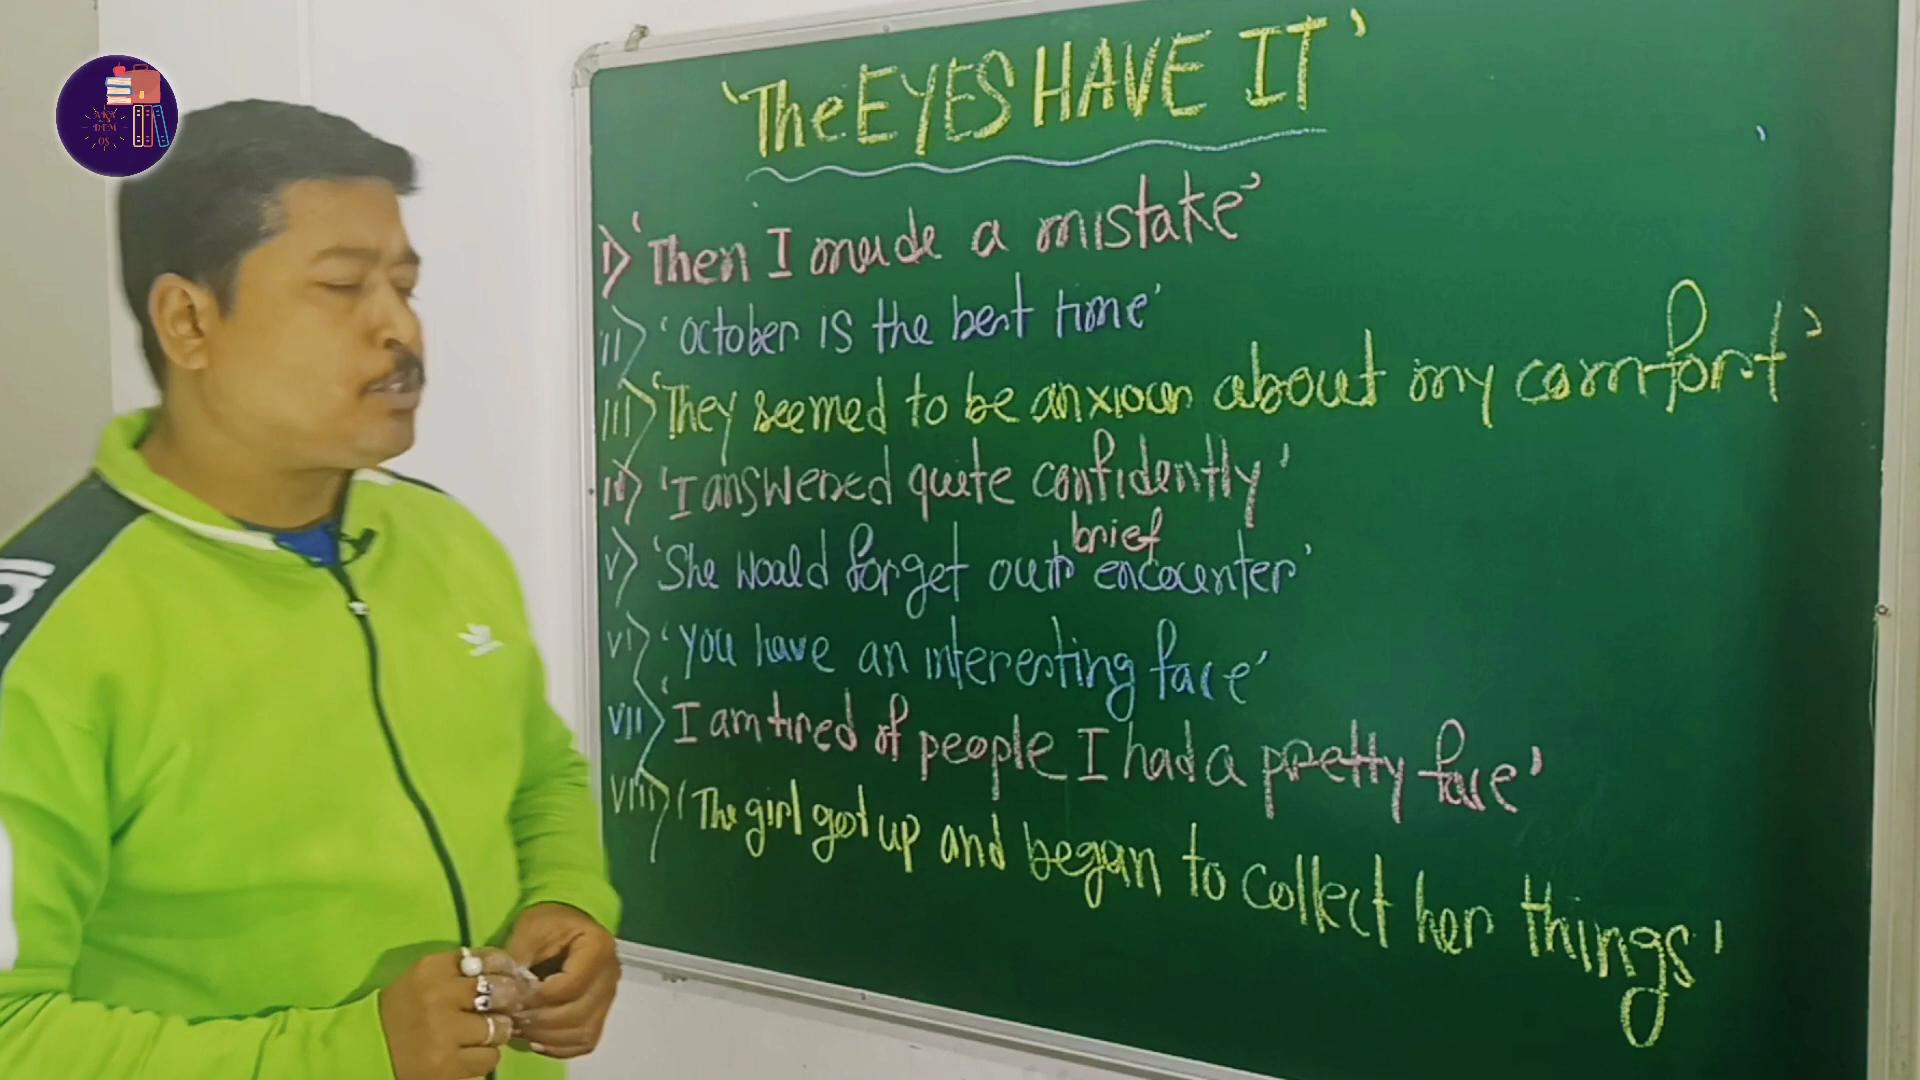 AKA
DEM
OS
'The EYES HAVE IT'
i) 'Then I made a mistake'
ii) 'October is the best time'
iii) 'They seemed to be anxious about my comfort'
iv) 'I answered quite confidently'
brief
v) 'She would forget our encounter'
vi) 'You have an interesting face'
vii) 'I am tired of people I had a pretty face'
viii) 'The girl got up and began to collect her things'